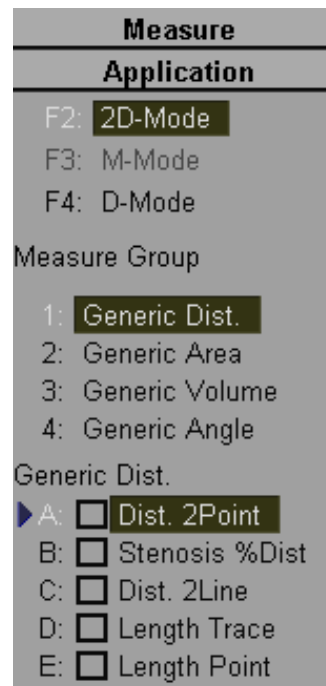 Measure
Application
F2: 2D-Mode
F3: M-Mode
F4: D-Mode
Measure Group
1: Generic Dist.
2: Generic Area
3: Generic Volume
4: Generic Angle
Generic Dist.
A: Dist. 2Point
B: Stenosis %Dist
C: Dist. 2Line
D: Length Trace
E: Length Point